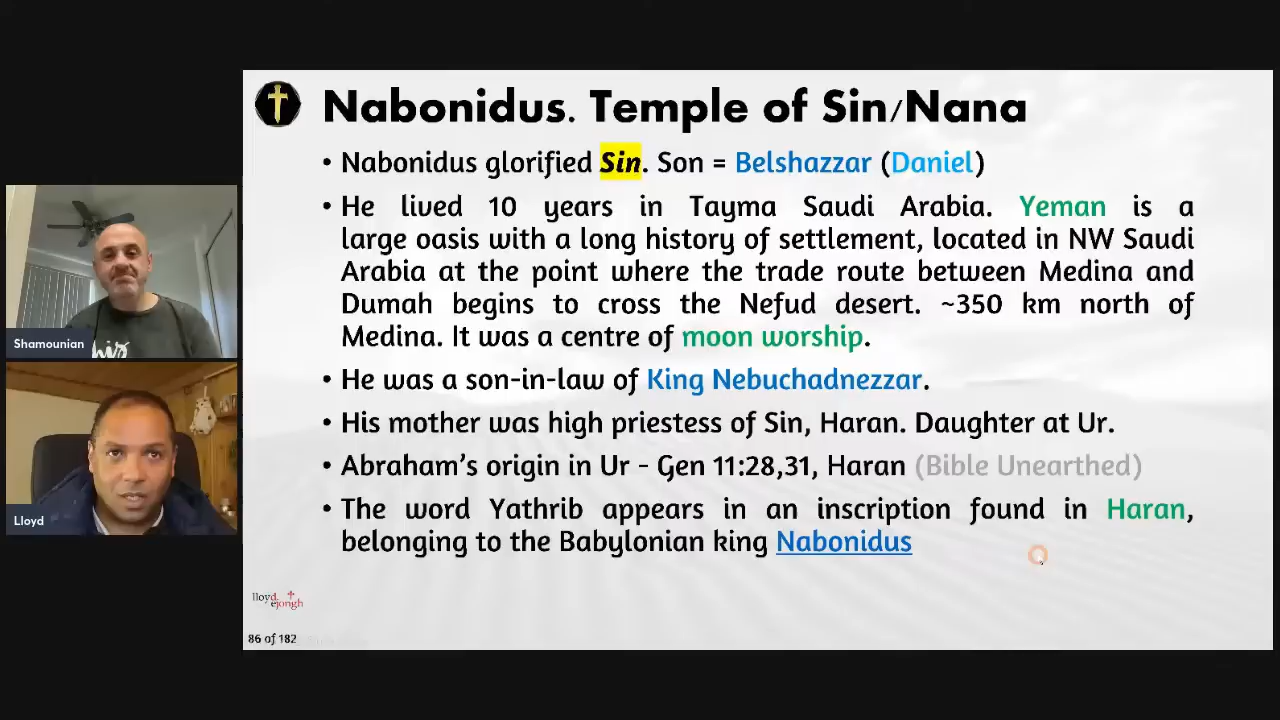 Nabonidus. Temple of Sin/Nana
• Nabonidus glorified Sin. Son = Belshazzar (Daniel)
• He lived 10 years in Tayma Saudi Arabia. Yeman is a
large oasis with a long history of settlement, located in NW Saudi
Arabia at the point where the trade route between Medina and
Dumah begins to cross the Nefud desert. ~350 km north of
Medina. It was a centre of moon worship.
• He was a son-in-law of King Nebuchadnezzar.
• His mother was high priestess of Sin, Haran. Daughter at Ur.
• Abraham's origin in Ur - Gen 11:28,31, Haran (Bible Unearthed)
• The word Yathrib appears in an inscription found in Haran,
belonging to the Babylonian king Nabonidus
Shamounian
Lloyd
lloyd
ejongh
86 of 182